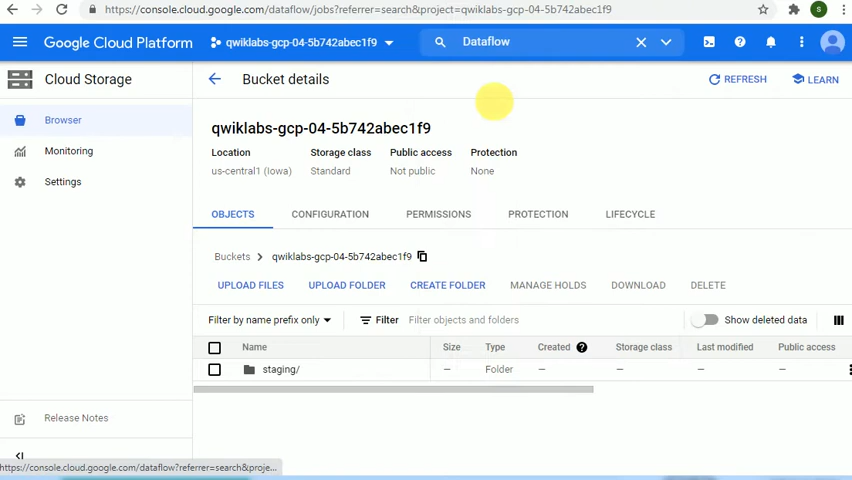 https://console.cloud.google.com/dataflow/jobs?referrer=search&project=qwiklabs-gcp-04-5b742abec1f9
S
Google Cloud Platform
qwiklabs-gcp-04-5b742abec1f9
Dataflow
Cloud Storage
Bucket details
REFRESH
LEARN
Browser
Monitoring
Settings
qwiklabs-gcp-04-5b742abec1f9
Location Storage class Public access Protection
us-central1 (Iowa) Standard Not public None
OBJECTS CONFIGURATION PERMISSIONS PROTECTION LIFECYCLE
Buckets > qwiklabs-gcp-04-5b742abec1f9
UPLOAD FILES UPLOAD FOLDER CREATE FOLDER MANAGE HOLDS DOWNLOAD DELETE
Filter by name prefix only Filter Filter objects and folders Show deleted data
Name Size Type Created Storage class Last modified Public access
staging/ — Folder — — — —
Release Notes
https://console.cloud.google.com/dataflow?referrer=search&proje...